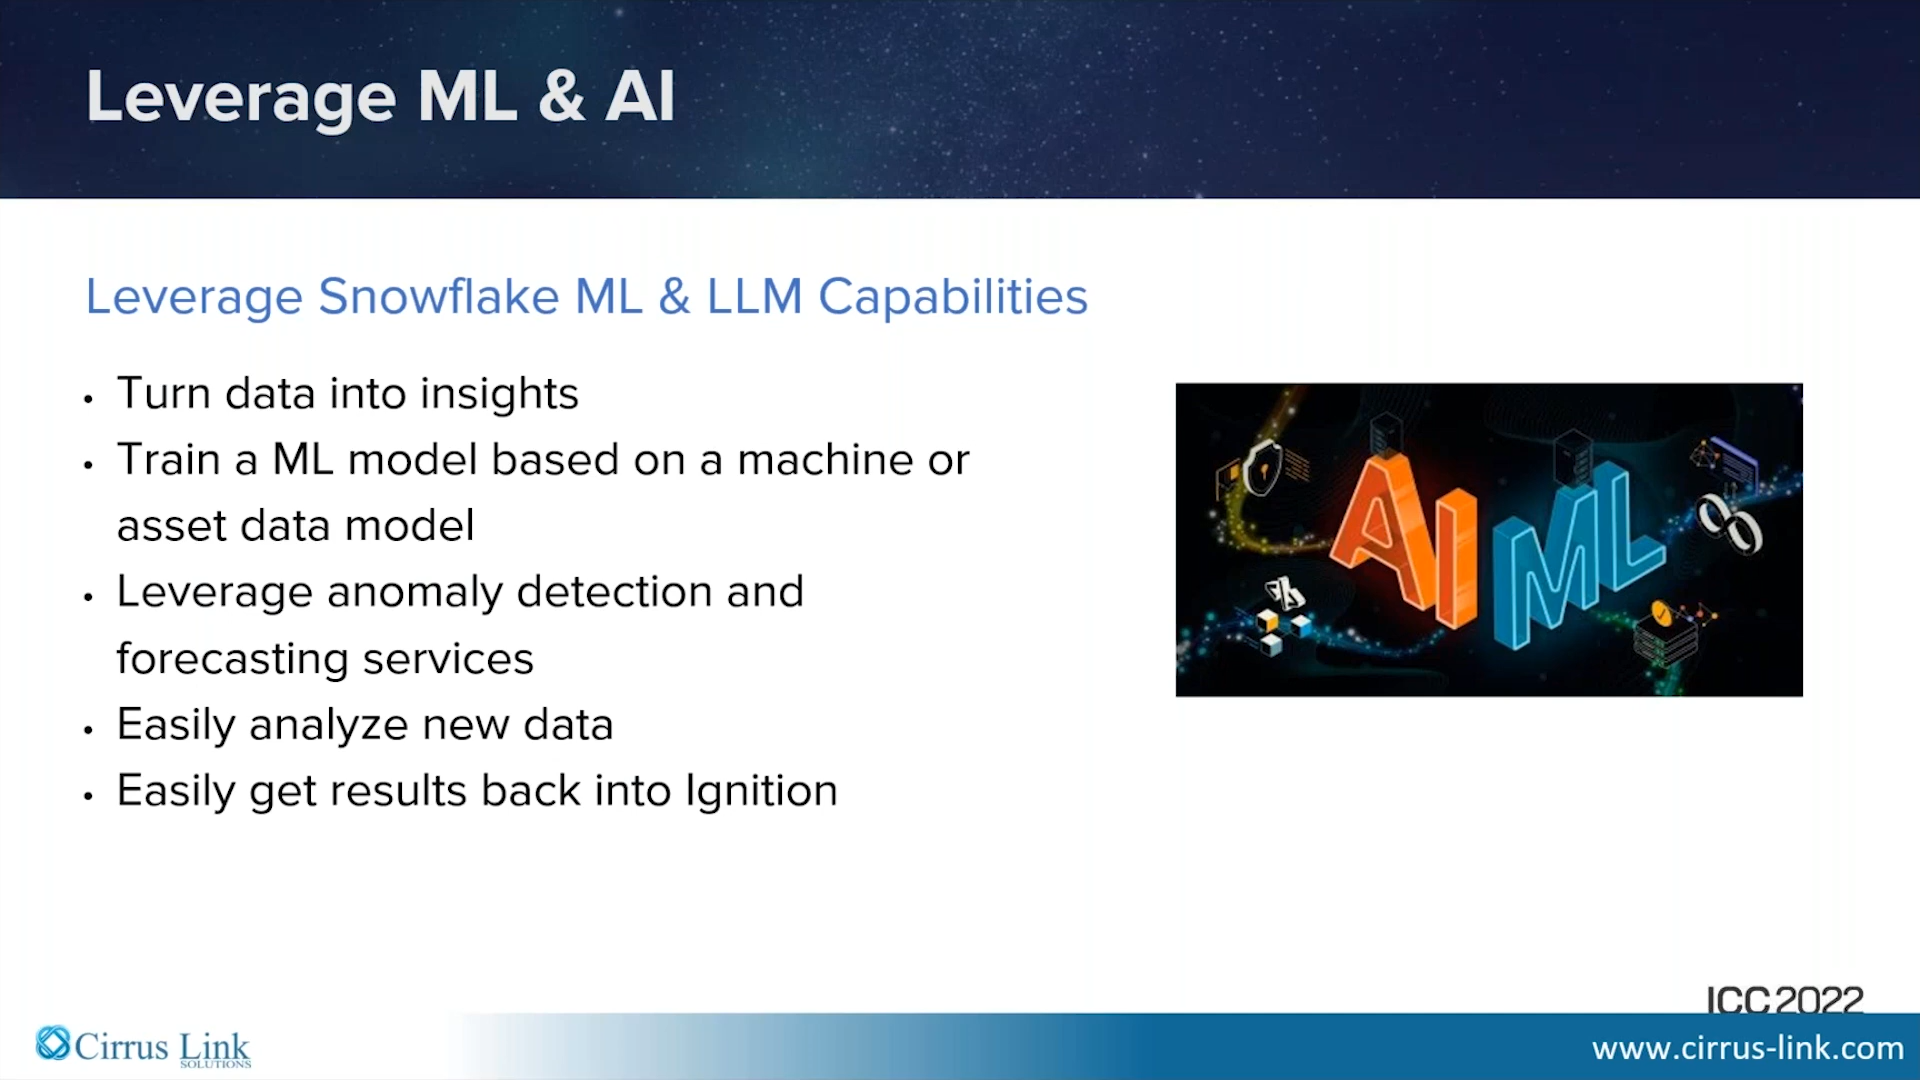 Leverage ML & AI
Leverage Snowflake ML & LLM Capabilities
• Turn data into insights
• Train a ML model based on a machine or
asset data model
• Leverage anomaly detection and
forecasting services
• Easily analyze new data
• Easily get results back into Ignition
AI ML
ICC 2022
Cirrus Link
SOLUTIONS
www.cirrus-link.com